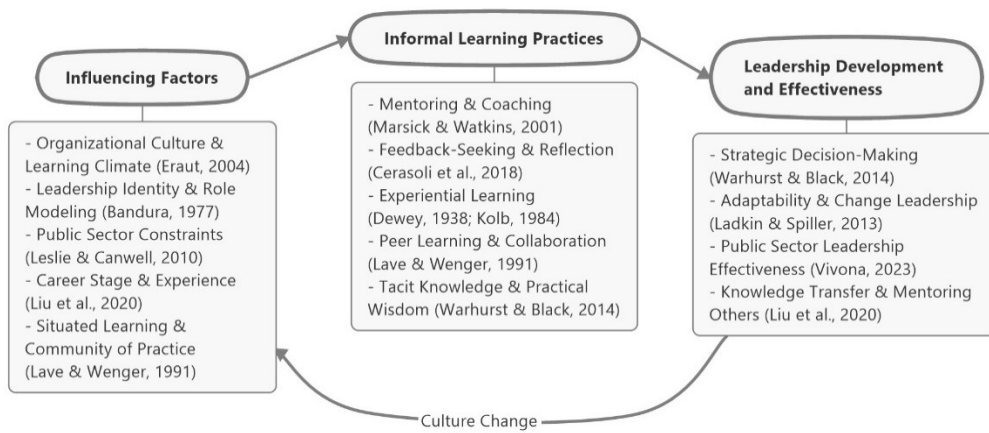 Influencing Factors
- Organizational Culture &
Learning Climate (Eraut, 2004)
- Leadership Identity & Role
Modeling (Bandura, 1977)
- Public Sector Constraints
(Leslie & Canwell, 2010)
- Career Stage & Experience
(Liu et al., 2020)
- Situated Learning &
Community of Practice
(Lave & Wenger, 1991)
Informal Learning Practices
- Mentoring & Coaching
(Marsick & Watkins, 2001)
- Feedback-Seeking & Reflection
(Cerasoli et al., 2018)
- Experiential Learning
(Dewey, 1938; Kolb, 1984)
- Peer Learning & Collaboration
(Lave & Wenger, 1991)
- Tacit Knowledge & Practical
Wisdom (Warhurst & Black, 2014)
Leadership Development
and Effectiveness
- Strategic Decision-Making
(Warhurst & Black, 2014)
- Adaptability & Change Leadership
(Ladkin & Spiller, 2013)
- Public Sector Leadership
Effectiveness (Vivona, 2023)
- Knowledge Transfer & Mentoring
Others (Liu et al., 2020)
Culture Change